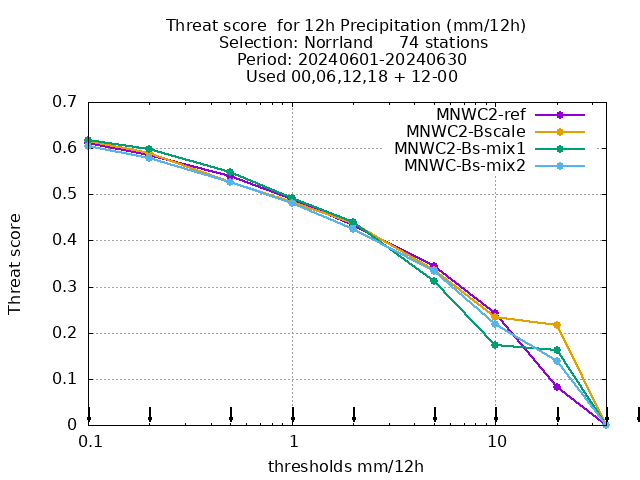 Threat score  for 12h Precipitation (mm/12h)
Selection: Norrland     74 stations
Period: 20240601-20240630
Used 00,06,12,18 + 12-00
MNWC2-ref
MNWC2-Bscale
MNWC2-Bs-mix1
MNWC-Bs-mix2
0.7
0.6
0.5
0.4
0.3
0.2
0.1
0
Threat score
0.1 1 10
thresholds mm/12h